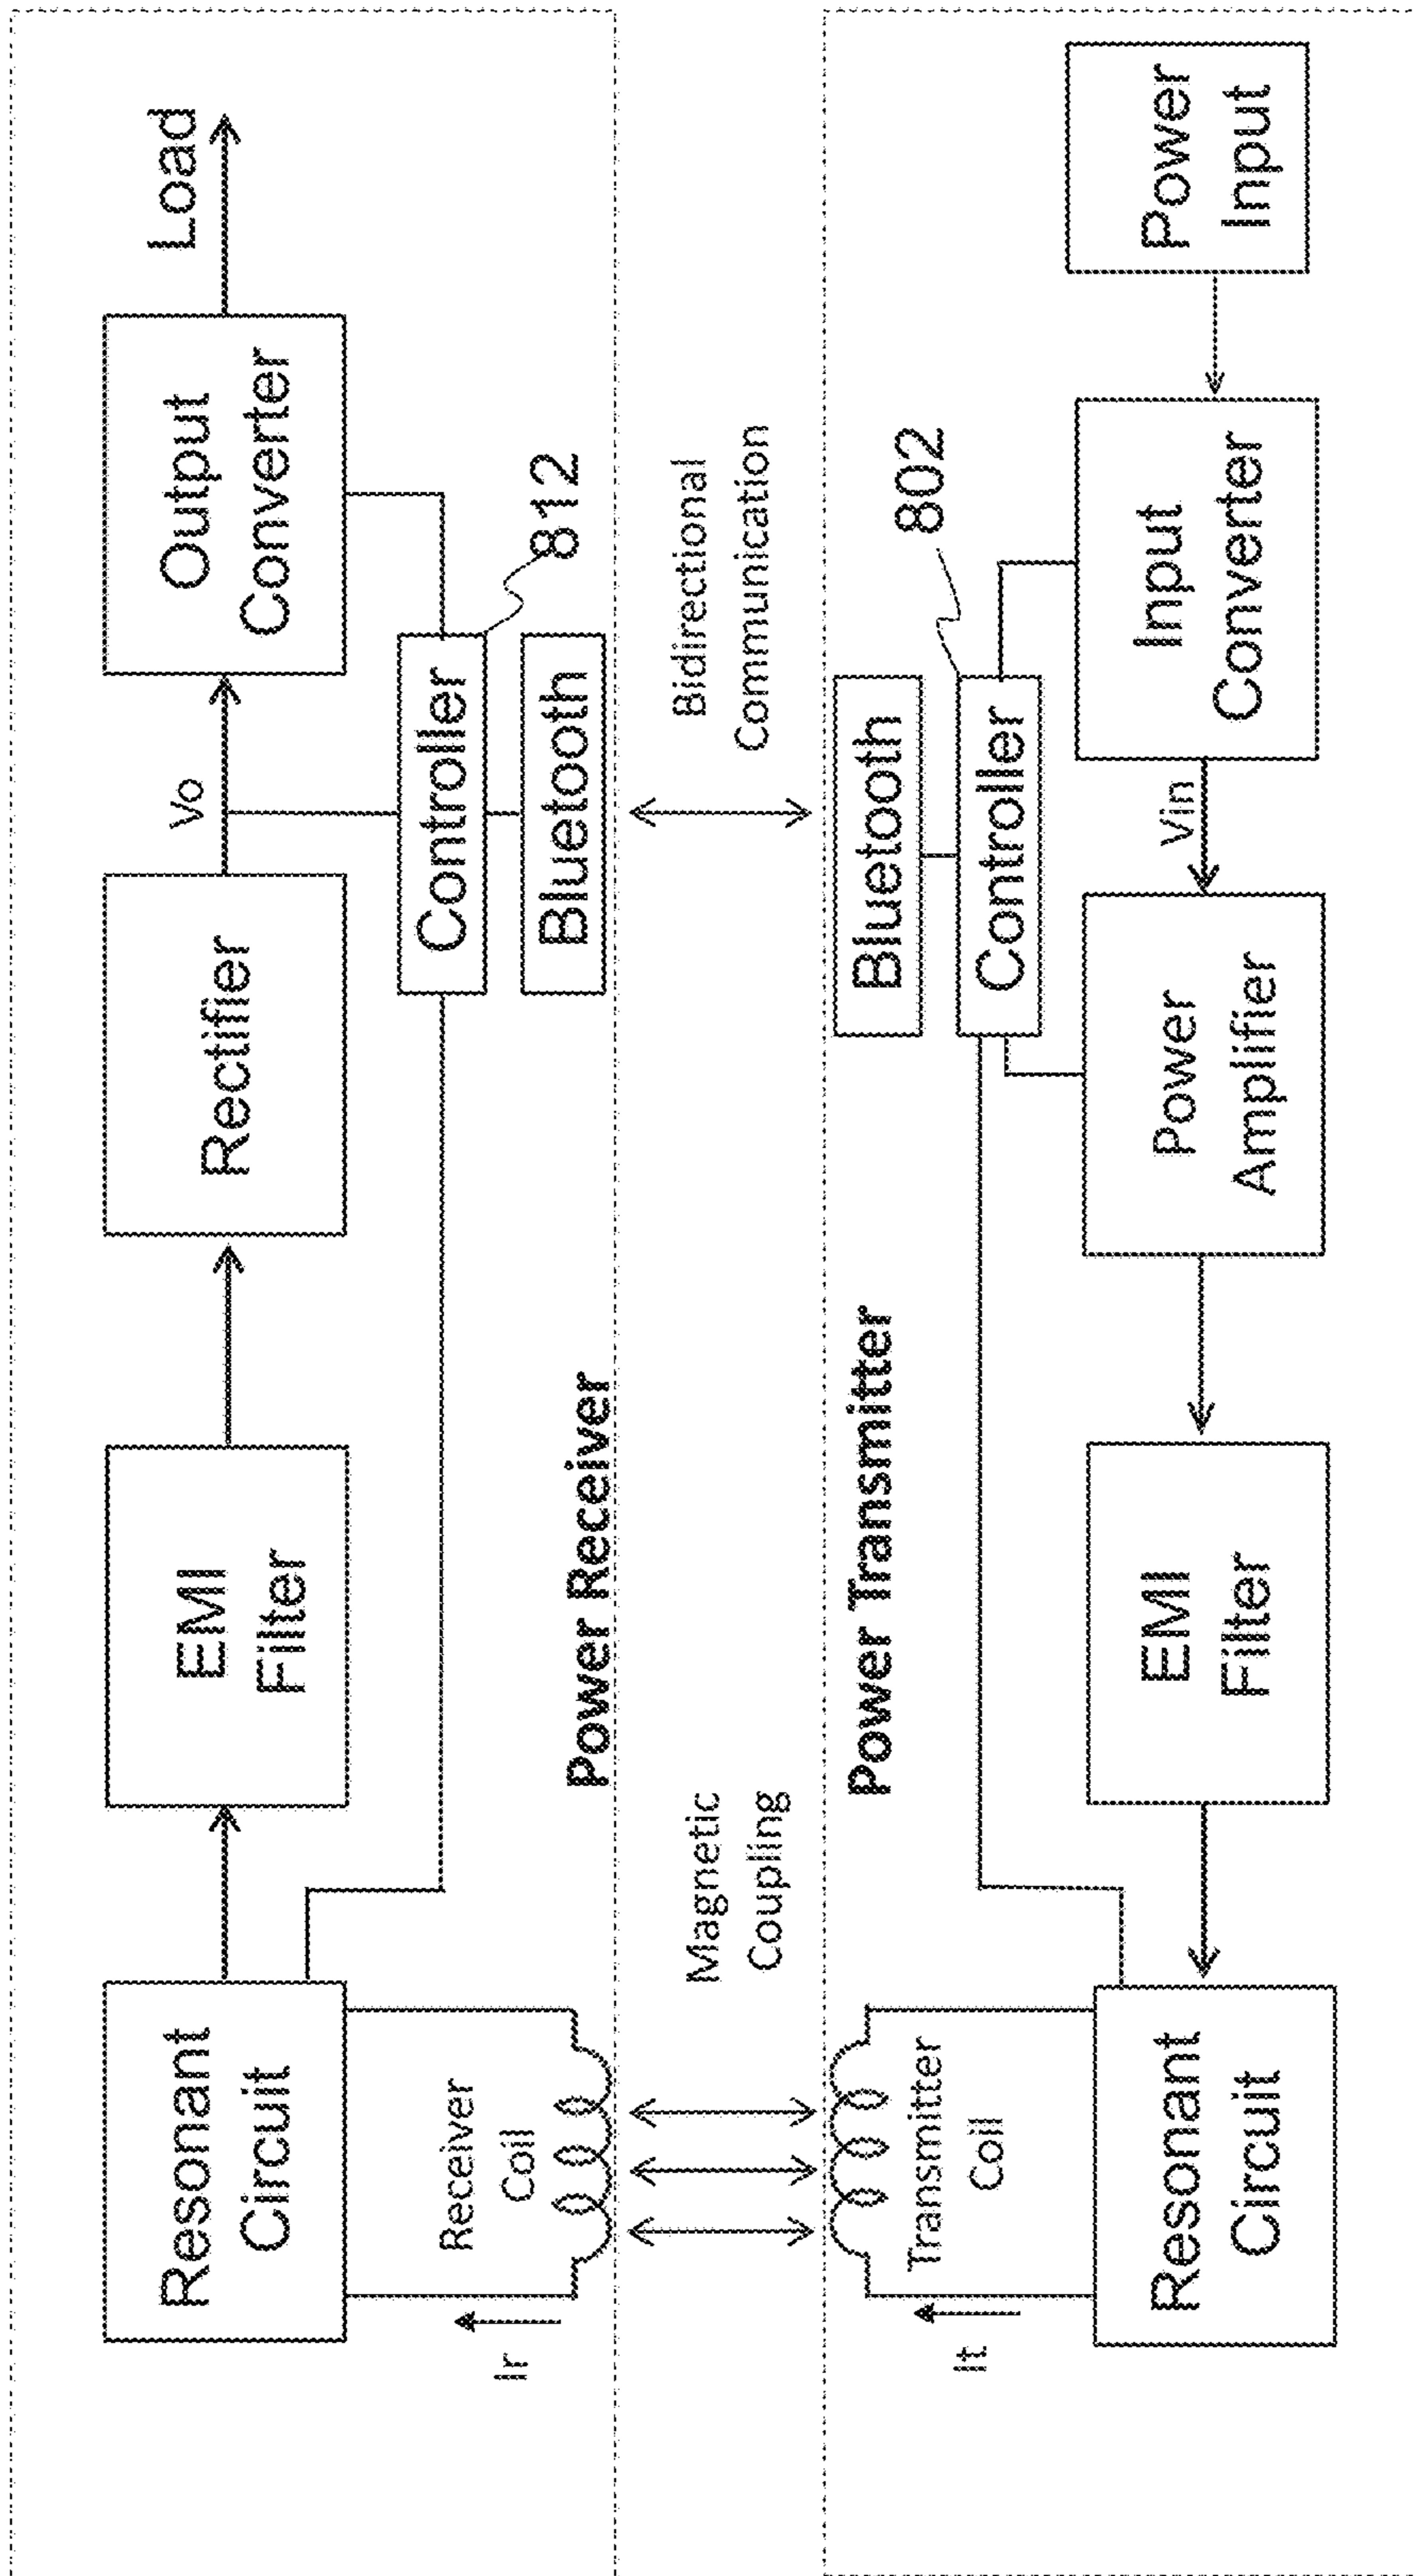 Resonant
Circuit
EMI
Filter
Rectifier
Vo
Output
Converter
Load
Controller
812
Bluetooth
Receiver
Coil
Ir
Power Receiver
Magnetic
Coupling
Bidirectional
Communication
Power Transmitter
Bluetooth
802
Controller
Transmitter
Coil
It
Resonant
Circuit
EMI
Filter
Power
Amplifier
Vin
Input
Converter
Power
Input